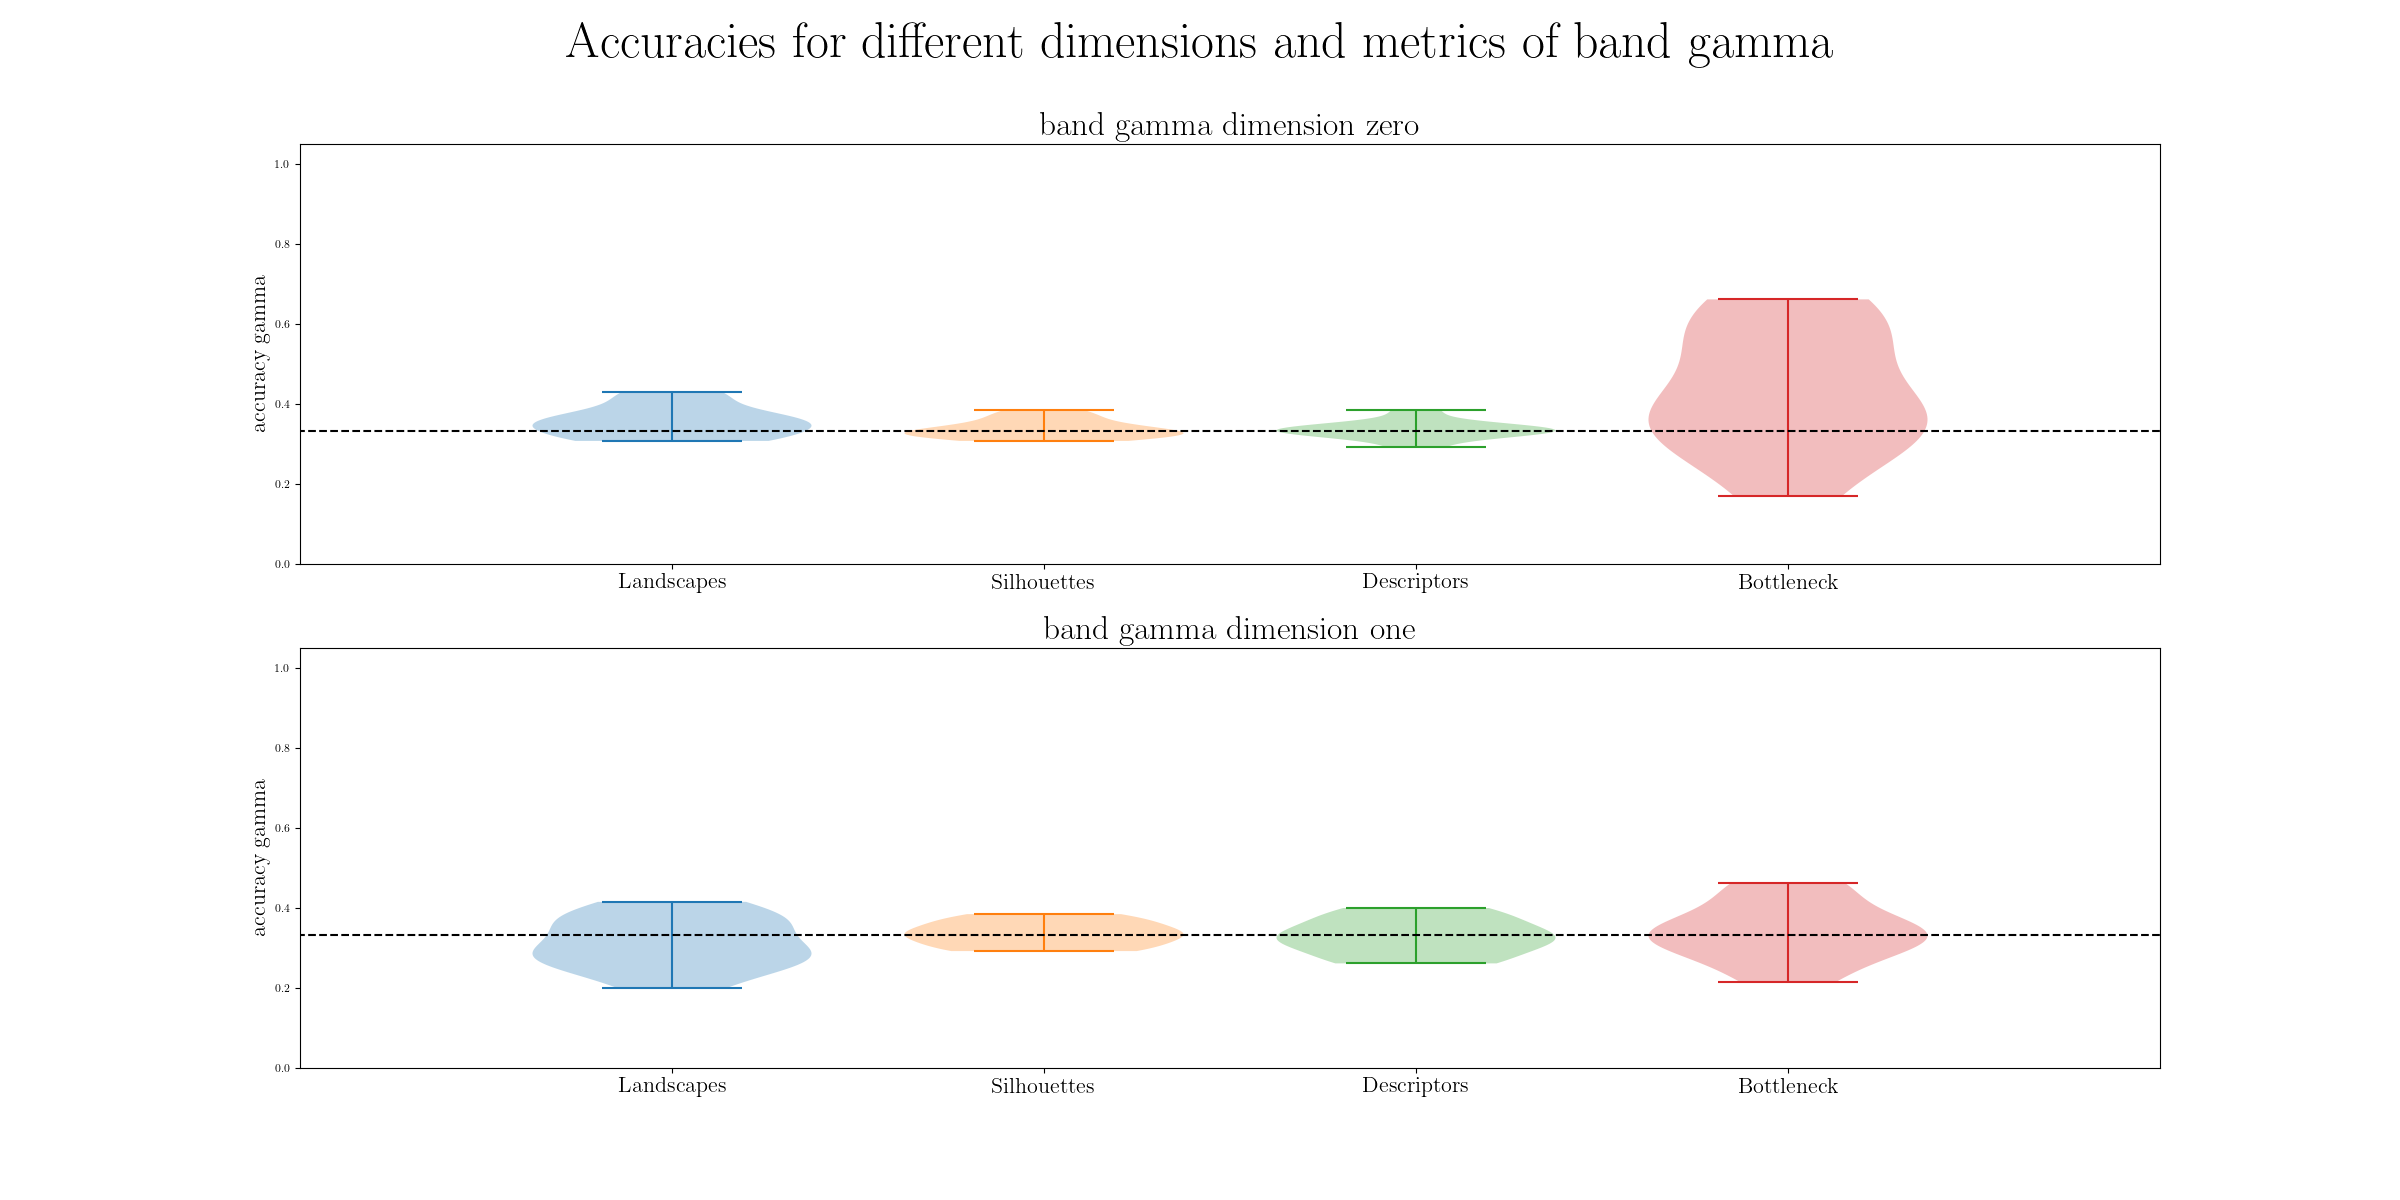 Accuracies for different dimensions and metrics of band gamma
band gamma dimension zero
accuracy gamma
1.0
0.8
0.6
0.4
0.2
0.0
Landscapes Silhouettes Descriptors Bottleneck
band gamma dimension one
accuracy gamma
1.0
0.8
0.6
0.4
0.2
0.0
Landscapes Silhouettes Descriptors Bottleneck